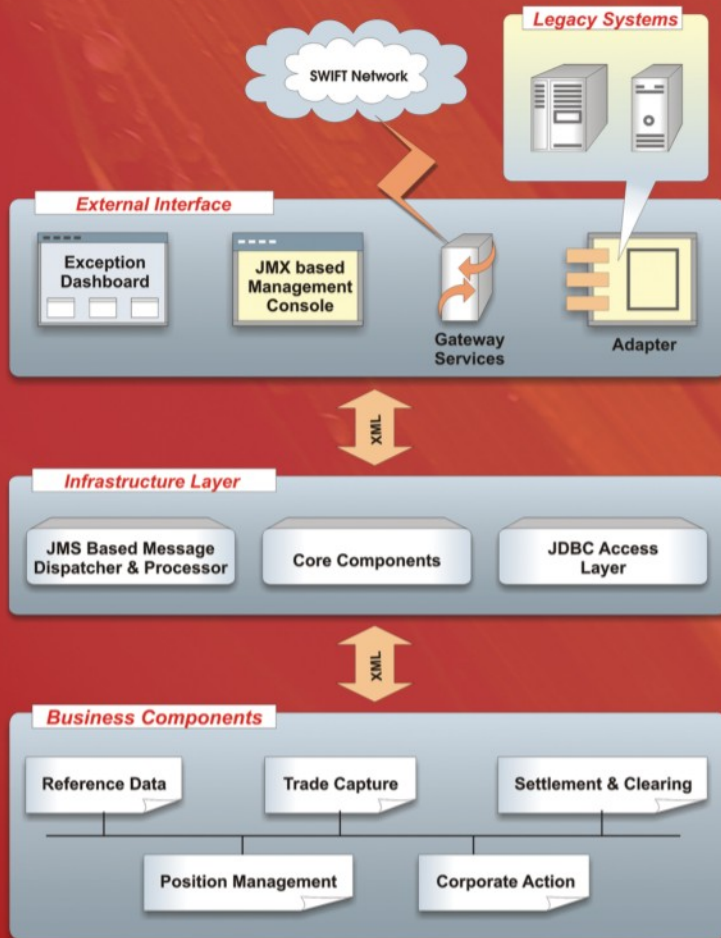 Legacy Systems
SWIFT Network
External Interface
Exception
Dashboard
JMX based
Management
Console
Gateway
Services
Adapter
XML
Infrastructure Layer
JMS Based Message
Dispatcher & Processor
Core Components
JDBC Access
Layer
XML
Business Components
Reference Data
Trade Capture
Settlement & Clearing
Position Management
Corporate Action